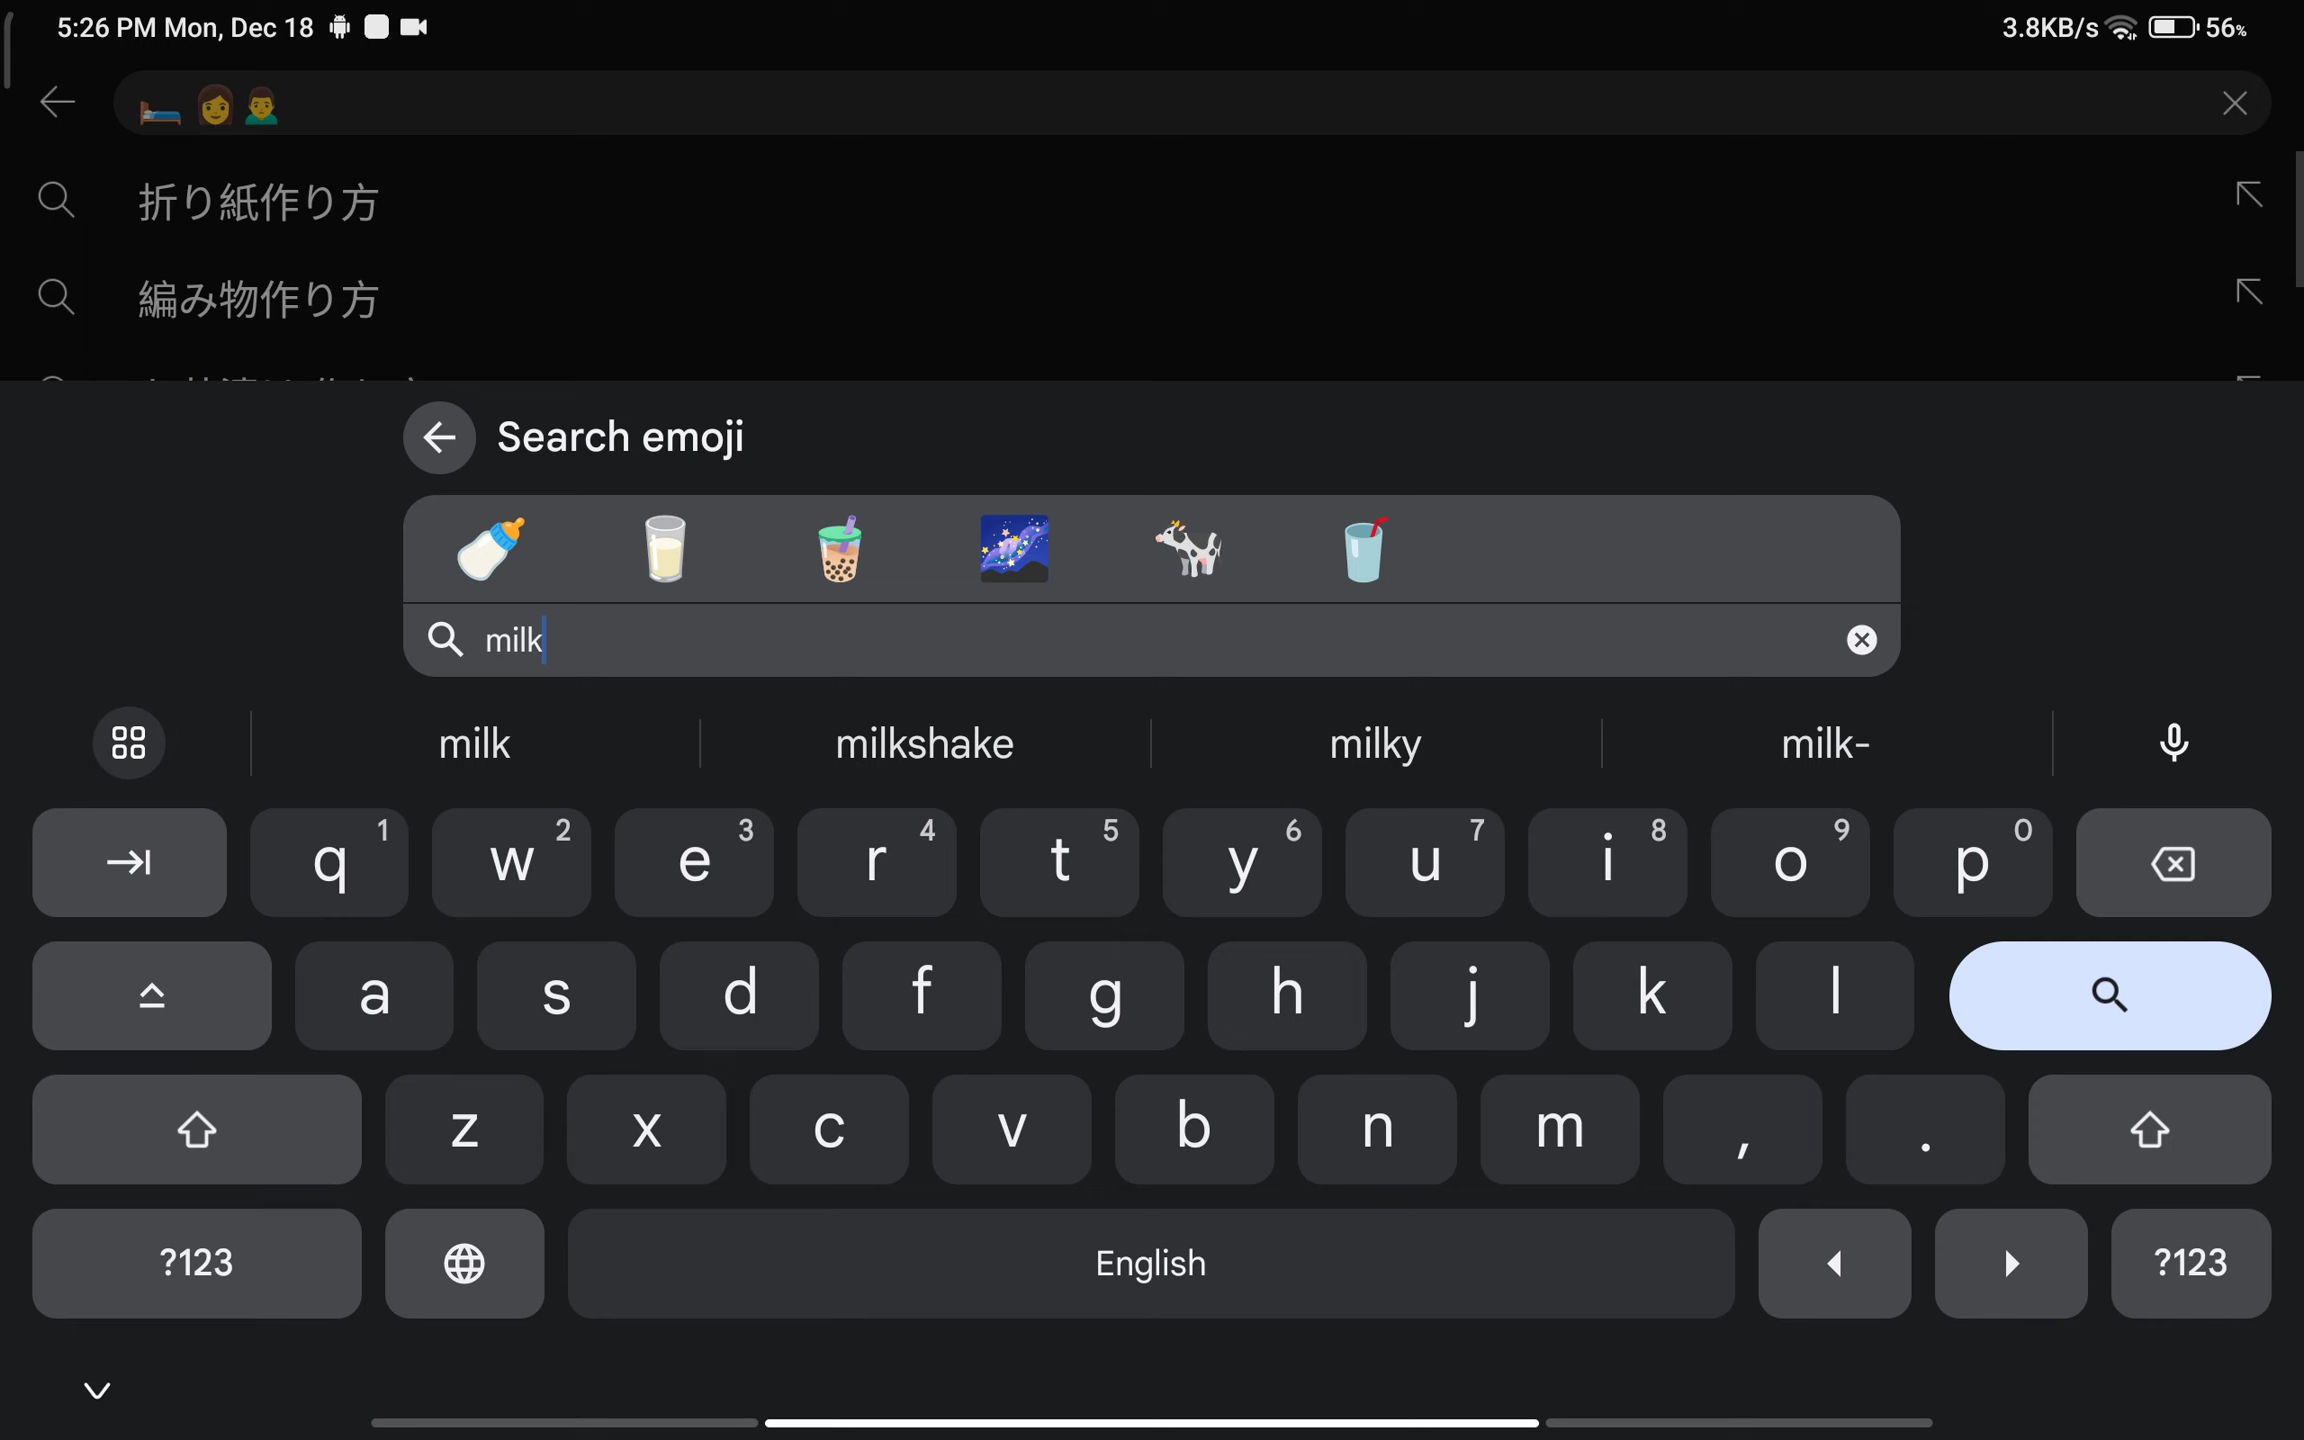 5:26 PM Mon, Dec 18 3.8KB/s 56%
🛏️ 👩🙎‍♂️
折り紙作り方
編み物作り方
Search emoji
milk
milk milkshake milky milk-
q 1 w 2 e 3 r 4 t 5 y 6 u 7 i 8 o 9 p 0
a s d f g h j k l
z x c v b n m , .
?123 English ?123